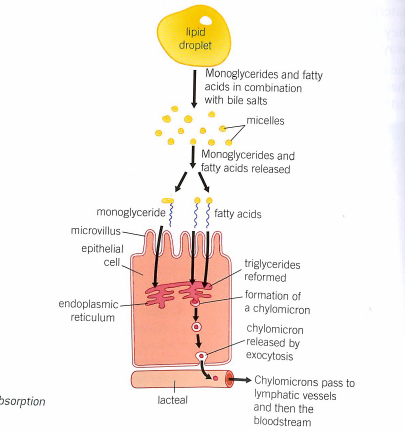 lipid
droplet
Monoglycerides and fatty
acids in combination
with bile salts
micelles
Monoglycerides and
fatty acids released
monoglyceride
fatty acids
microvillus
epithelial
cell
triglycerides
reformed
endoplasmic
reticulum
formation of
a chylomicron
chylomicron
released by
exocytosis
lacteal
Chylomicrons pass to
lymphatic vessels
and then the
bloodstream
bsorption